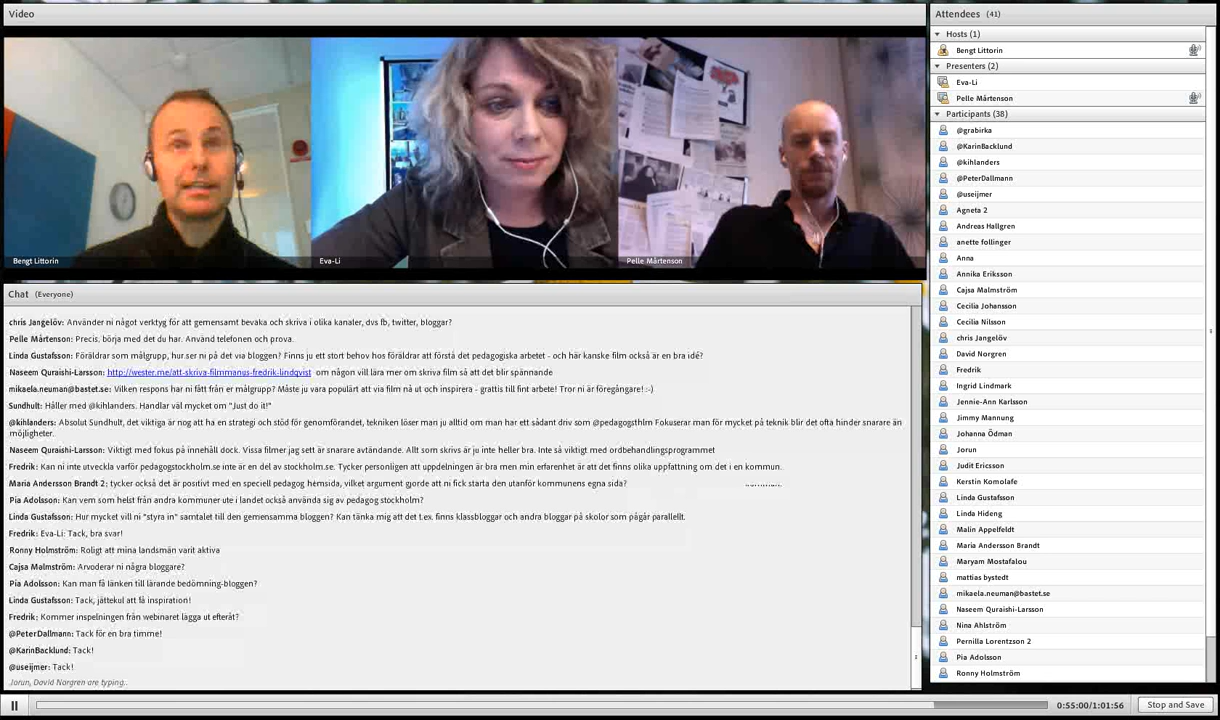 Video
Bengt Littorin
Eva-Li
Pelle Mårtenson
Chat (Everyone)
chris Jangelöv: Använder ni något verktyg för att gemensamt bevaka och skriva i olika kanaler, dvs fb, twitter, bloggar?
Pelle Mårtenson: Precis, börja med det du har. Använd telefonen och prova.
Linda Gustafsson: Föräldrar som målgrupp, hur ser ni på det via bloggen? Finns ju ett stort behov hos föräldrar att förstå det pedagogiska arbetet - och här kanske film också är en bra idé?
Naseem Quraishi-Larsson: http://wester.me/att-skriva-filmmanus-fredrik-lindqvist om någon vill lära mer om skriva film så att det blir spännande
mikaela.neuman@bastet.se: Vilken respons har ni fått från er målgrupp? Måste ju vara populärt att via film nå ut och inspirera - grattis till fint arbete! Tror ni är föregångare! :-)
Sundhult: Håller med @kihlanders. Handlar väl mycket om "Just do it!"
@kihlanders: Absolut Sundhult, det viktiga är nog att ha en strategi och stöd för genomförandet, tekniken löser man ju alltid om man har ett sådant driv som @pedagogsthlm Fokuserar man för mycket på teknik blir det ofta hinder snarare än
möjligheter.
Naseem Quraishi-Larsson: Viktigt med fokus på innehåll dock. Vissa filmer jag sett är snarare avtändande. Allt som skrivs är ju inte heller bra. Inte så viktigt med ordbehandlingsprogrammet
Fredrik: Kan ni inte utveckla varför pedagogstockholm.se inte är en del av stockholm.se. Tycker personligen att uppdelningen är bra men min erfarenhet är att det finns olika uppfattning om det i en kommun.
Maria Andersson Brandt 2: tycker också det är positivt med en speciell pedagog hemsida, vilket argument gjorde att ni fick starta den utanför kommunens egna sida?
Pia Adolsson: Kan vem som helst från andra kommuner ute i landet också använda sig av pedagog stockholm?
Linda Gustafsson: Hur mycket vill ni "styra in" samtalet till den gemensamma bloggen? Kan tänka mig att det t.ex. finns klassbloggar och andra bloggar på skolor som pågår parallellt.
Fredrik: Eva-Li: Tack, bra svar!
Ronny Holmström: Roligt att mina landsmän varit aktiva
Cajsa Malmström: Arvoderar ni några bloggare?
Pia Adolsson: Kan man få länken till lärande bedömning-bloggen?
Linda Gustafsson: Tack, jättekul att få inspiration!
Fredrik: Kommer inspelningen från webinaret lägga ut efteråt?
@PeterDallmann: Tack för en bra timme!
@KarinBacklund: Tack!
@useijmer: Tack!
Jorun, David Norgren are typing..
Attendees (41)
Hosts (1)
Bengt Littorin
Presenters (2)
Eva-Li
Pelle Mårtenson
Participants (38)
@grabirka
@KarinBacklund
@kihlanders
@PeterDallmann
@useijmer
Agneta 2
Andreas Hallgren
anette follinger
Anna
Annika Eriksson
Cajsa Malmström
Cecilia Johansson
Cecilia Nilsson
chris Jangelöv
David Norgren
Fredrik
Ingrid Lindmark
Jennie-Ann Karlsson
Jimmy Mannung
Johanna Ödman
Jorun
Judit Ericsson
Kerstin Komolafe
Linda Gustafsson
Linda Hideng
Malin Appelfeldt
Maria Andersson Brandt
Maryam Mostafalou
mattias bystedt
mikaela.neuman@bastet.se
Naseem Quraishi-Larsson
Nina Ahlström
Pernilla Lorentzson 2
Pia Adolsson
Ronny Holmström
0:55:00/1:01:56
Stop and Save